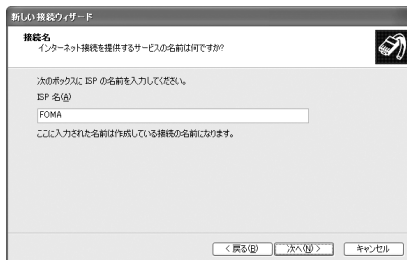 新しい接続ウィザード
接続名
インターネット接続を提供するサービスの名前は何ですか?
次のボックスに ISP の名前を入力してください。
ISP 名(A)
FOMA
ここに入力された名前は作成している接続の名前になります。
< 戻る(B) 次へ(N) > キャンセル